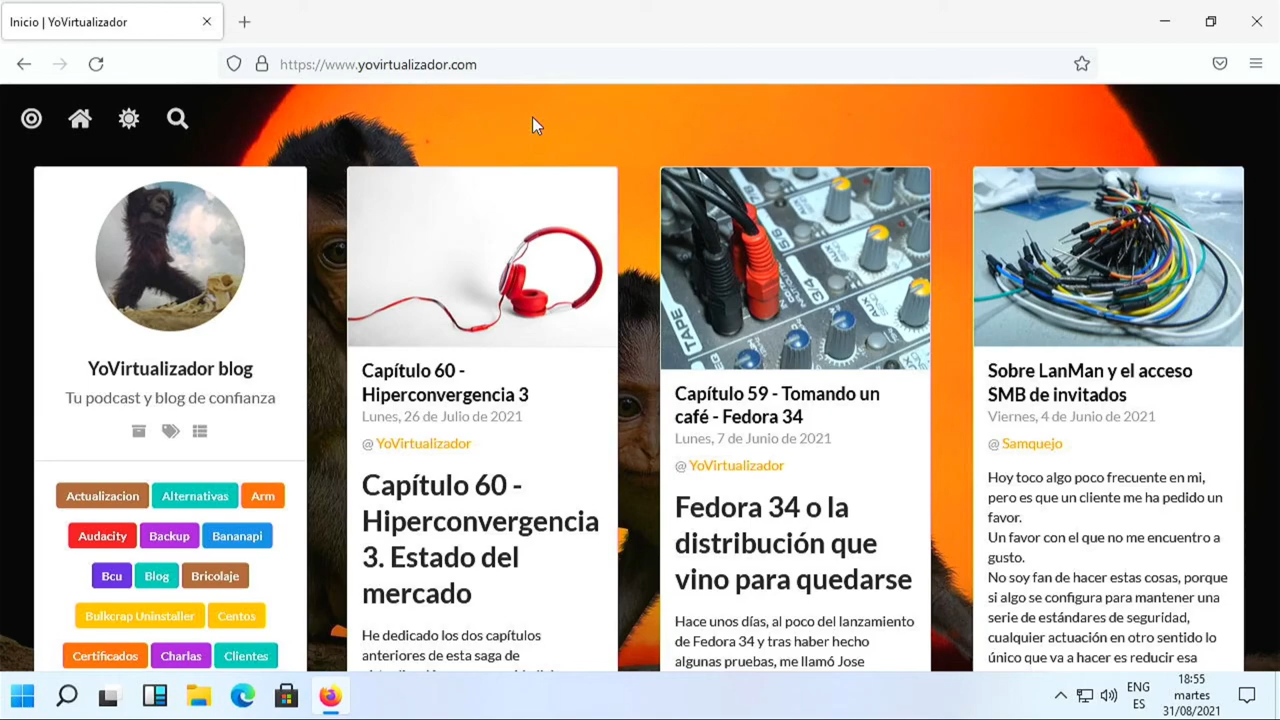 Inicio | YoVirtualizador
https://www.yovirtualizador.com
YoVirtualizador blog
Tu podcast y blog de confianza
Actualizacion Alternativas Arm
Audacity Backup Bananapi
Bcu Blog Bricolaje
Bulkcrap Uninstaller Centos
Certificados Charlas Clientes
Capítulo 60 -
Hiperconvergencia 3
Lunes, 26 de Julio de 2021
@ YoVirtualizador
Capítulo 60 -
Hiperconvergencia
3. Estado del
mercado
He dedicado los dos capítulos
anteriores de esta saga de
TAPE
3/4
5/6
AUX
Capítulo 59 - Tomando un
café - Fedora 34
Lunes, 7 de Junio de 2021
@ YoVirtualizador
Fedora 34 o la
distribución que
vino para quedarse
Hace unos días, al poco del lanzamiento
de Fedora 34 y tras haber hecho
algunas pruebas, me llamó Jose
Sobre LanMan y el acceso
SMB de invitados
Viernes, 4 de Junio de 2021
@ Samquejo
Hoy toco algo poco frecuente en mi,
pero es que un cliente me ha pedido un
favor.
Un favor con el que no me encuentro a
gusto.
No soy fan de hacer estas cosas, porque
si algo se configura para mantener una
serie de estándares de seguridad,
cualquier actuación en otro sentido lo
único que va a hacer es reducir esa
ENG
ES
18:55
martes
31/08/2021